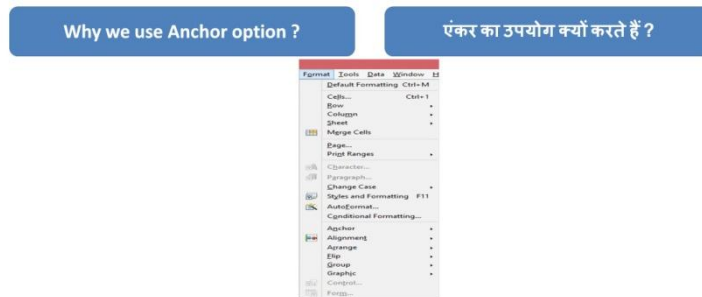 Why we use Anchor option ?
एंकर का उपयोग क्यों करते हैं ?
Format Tools Data Window H
Default Formatting Ctrl+M
Cells... Ctrl+1
Row
Column
Sheet
Merge Cells
Page...
Print Ranges
Character...
Paragraph...
Change Case
Styles and Formatting F11
AutoFormat...
Conditional Formatting...
Anchor
Alignment
Arrange
Flip
Group
Graphic
Control...
Form...